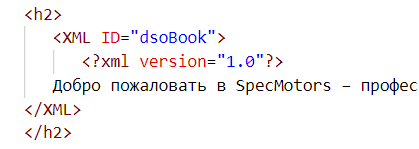 <h2>
<XML ID="dsoBook">
<?xml version="1.0"?>
Добро пожаловать в SpecMotors – профес
</XML>
</h2>